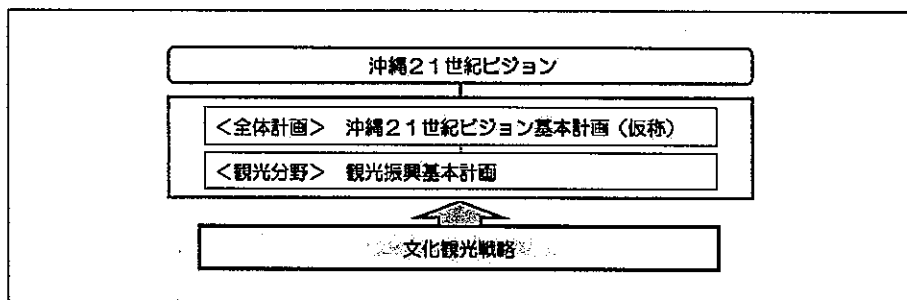 沖縄21世紀ビジョン
<全体計画> 沖縄21世紀ビジョン基本計画(仮称)
<観光分野> 観光振興基本計画
文化観光戦略